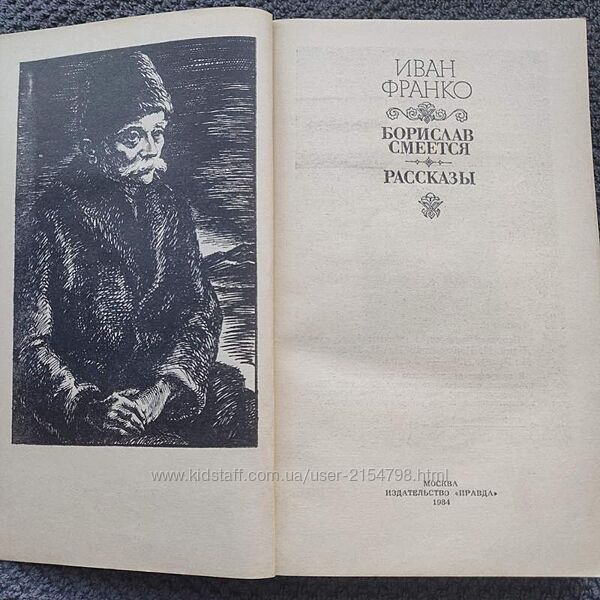 ИВАН
ФРАНКО
БОРИСЛАВ
СМЕЕТСЯ
РАССКАЗЫ
www.kidstaff.com.ua/user-2154798.html
МОСКВА
ИЗДАТЕЛЬСТВО «ПРАВДА»
1984